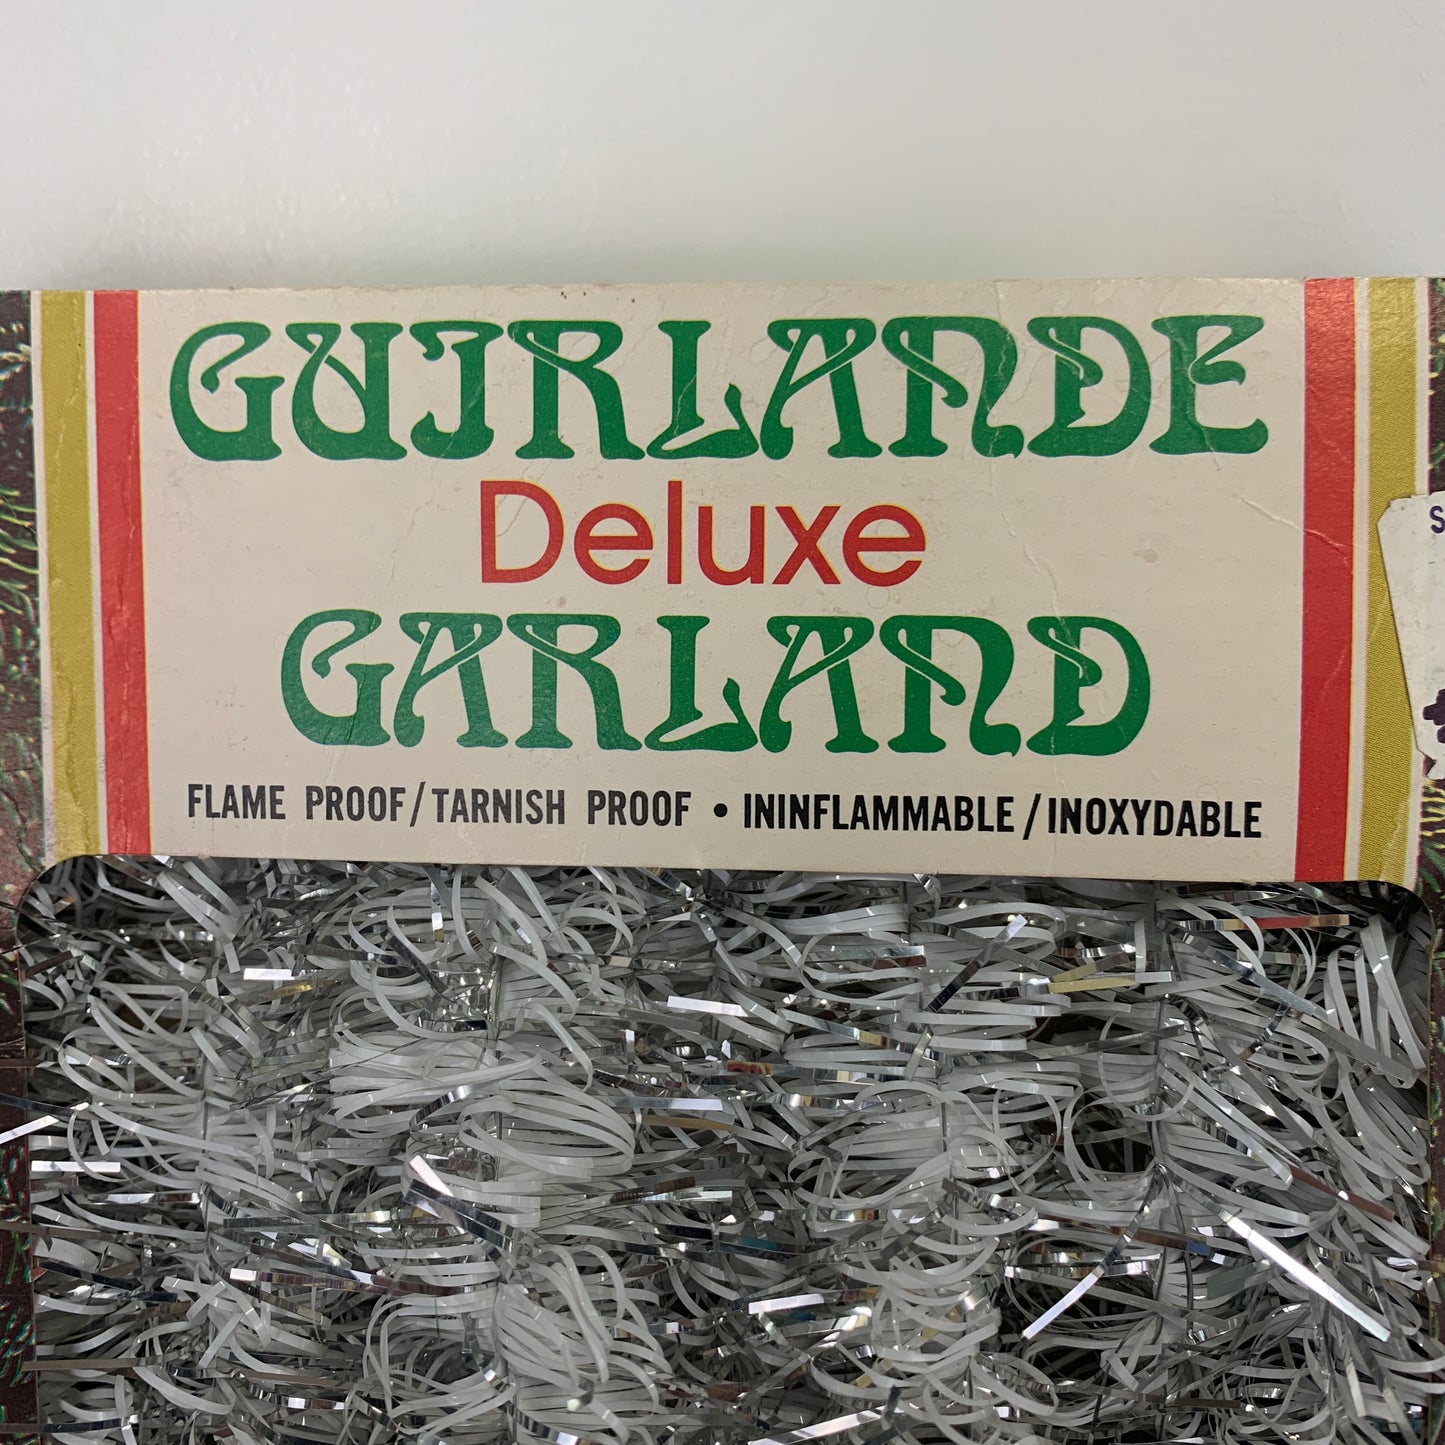 GUIRLANDE
Deluxe
GARLAND
FLAME PROOF/TARNISH PROOF • ININFLAMMABLE/INOXYDABLE